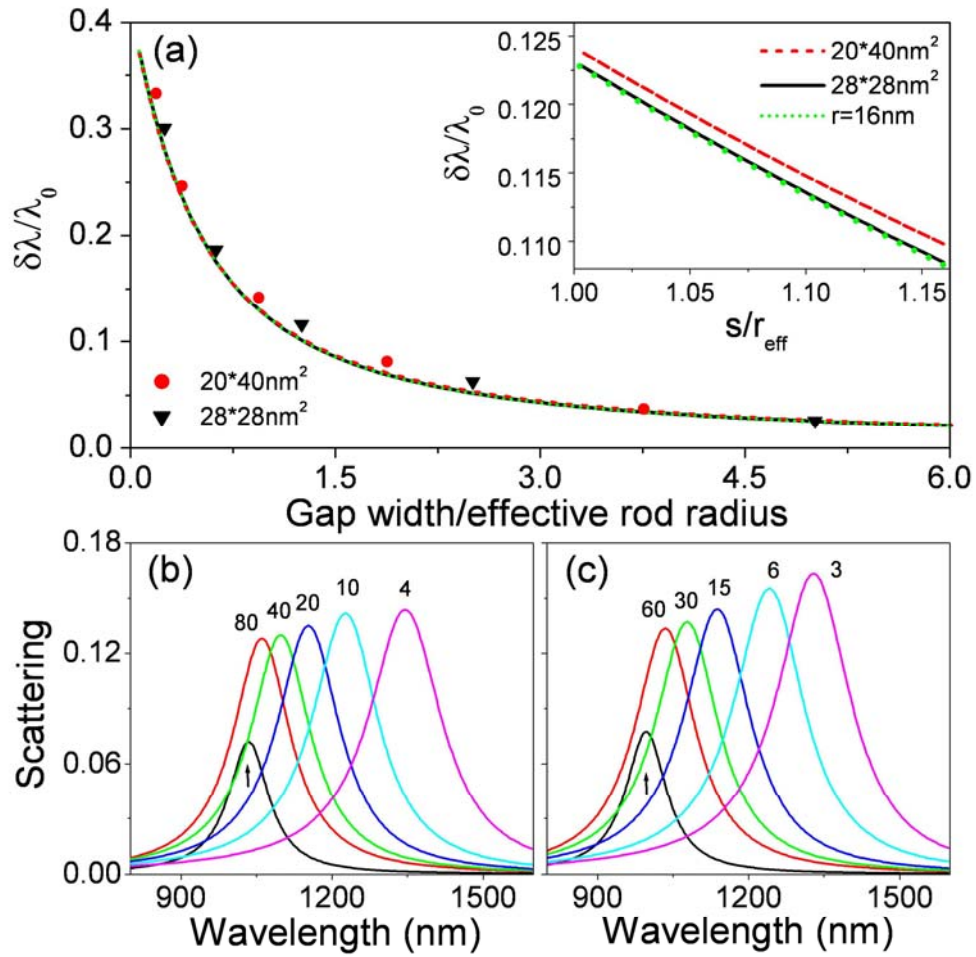 (a)
0.4
0.3
0.2
0.1
0.0
δλ/λ₀
0.0 1.5 3.0 4.5 6.0
Gap width/effective rod radius
20*40nm²
28*28nm²
0.125
0.120
0.115
0.110
δλ/λ₀
1.00 1.05 1.10 1.15
s/r_eff
20*40nm²
28*28nm²
r=16nm
(b)
0.18
0.12
0.06
0.00
Scattering
80 40 20 10 4
900 1200 1500
Wavelength (nm)
(c)
60 30 15 6 3
900 1200 1500
Wavelength (nm)